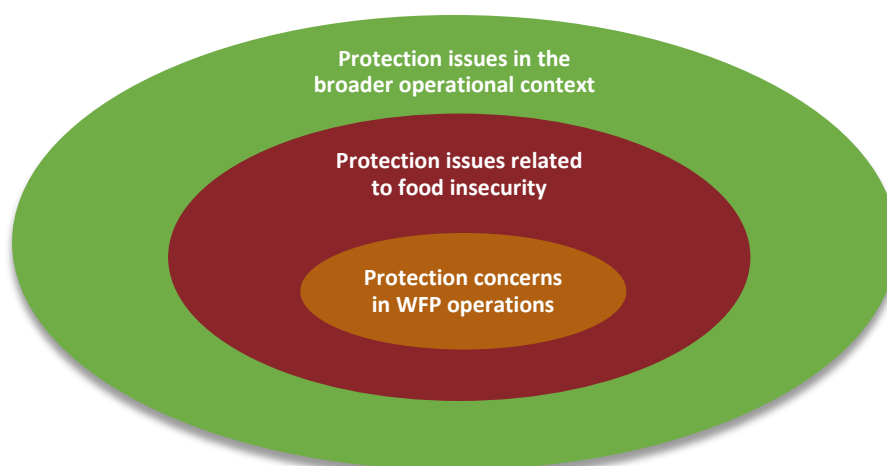 Protection issues in the
broader operational context
Protection issues related
to food insecurity
Protection concerns
in WFP operations